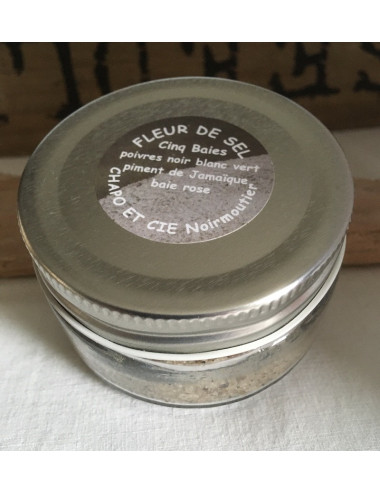 FLEUR DE SEL
Cinq Baies
poivres noir blanc vert
piment de Jamaïque
baie rose
CHAPO ET CIE Noirmoutier